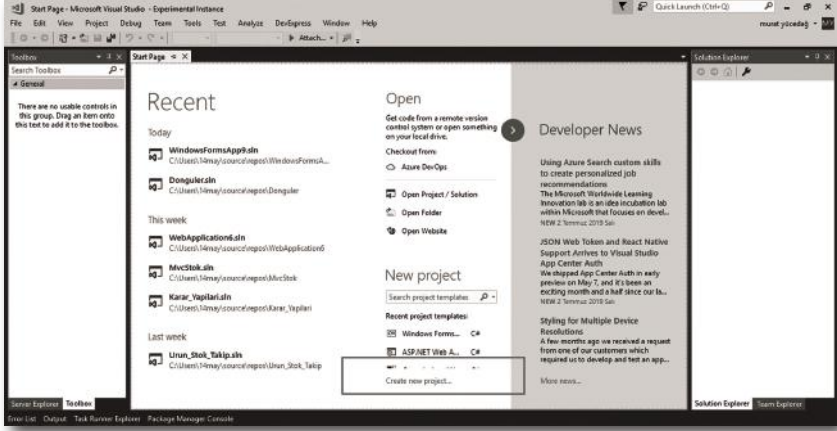 Start Page - Microsoft Visual Studio - Experimental Instance
Quick Launch (Ctrl+Q)
File Edit View Project Debug Team Tools Test Analyze DevExpress Window Help
murat yücedağ
Attach...
Toolbox
Search Toolbox
General
There are no usable controls in
this group. Drag an item onto
this text to add it to the toolbox.
Start Page
Recent
Today
WindowsFormsApp9.sln
C:\Users\14may\source\repos\WindowsFormsA...
Donguler.sln
C:\Users\14may\source\repos\Donguler
This week
WebApplication6.sln
C:\Users\14may\source\repos\WebApplication6
MvcStok.sln
C:\Users\14may\source\repos\MvcStok
Karar_Yapilari.sln
C:\Users\14may\source\repos\Karar_Yapilari
Last week
Urun_Stok_Takip.sln
C:\Users\14may\source\repos\Urun_Stok_Takip
Open
Get code from a remote version
control system or open something
on your local drive.
Checkout from:
Azure DevOps
Open Project / Solution
Open Folder
Open Website
New project
Search project templates
Recent project templates:
Windows Forms... C#
ASP.NET Web A... C#
Create new project...
Developer News
Using Azure Search custom skills
to create personalized job
recommendations
The Microsoft Worldwide Learning
Innovation lab is an idea incubation lab
within Microsoft that focuses on devel...
NEW 2 Temmuz 2019 Salı
JSON Web Token and React Native
Support Arrives to Visual Studio
App Center Auth
We shipped App Center Auth in early
preview on May 7, and it's been an
exciting month and a half since our la...
NEW 2 Temmuz 2019 Salı
Styling for Multiple Device
Resolutions
A few months ago we received a request
from one of our customers which
required us to develop and test an app...
More news...
Solution Explorer
Server Explorer Toolbox
Solution Explorer Team Explorer
Error List Output Task Runner Explorer Package Manager Console